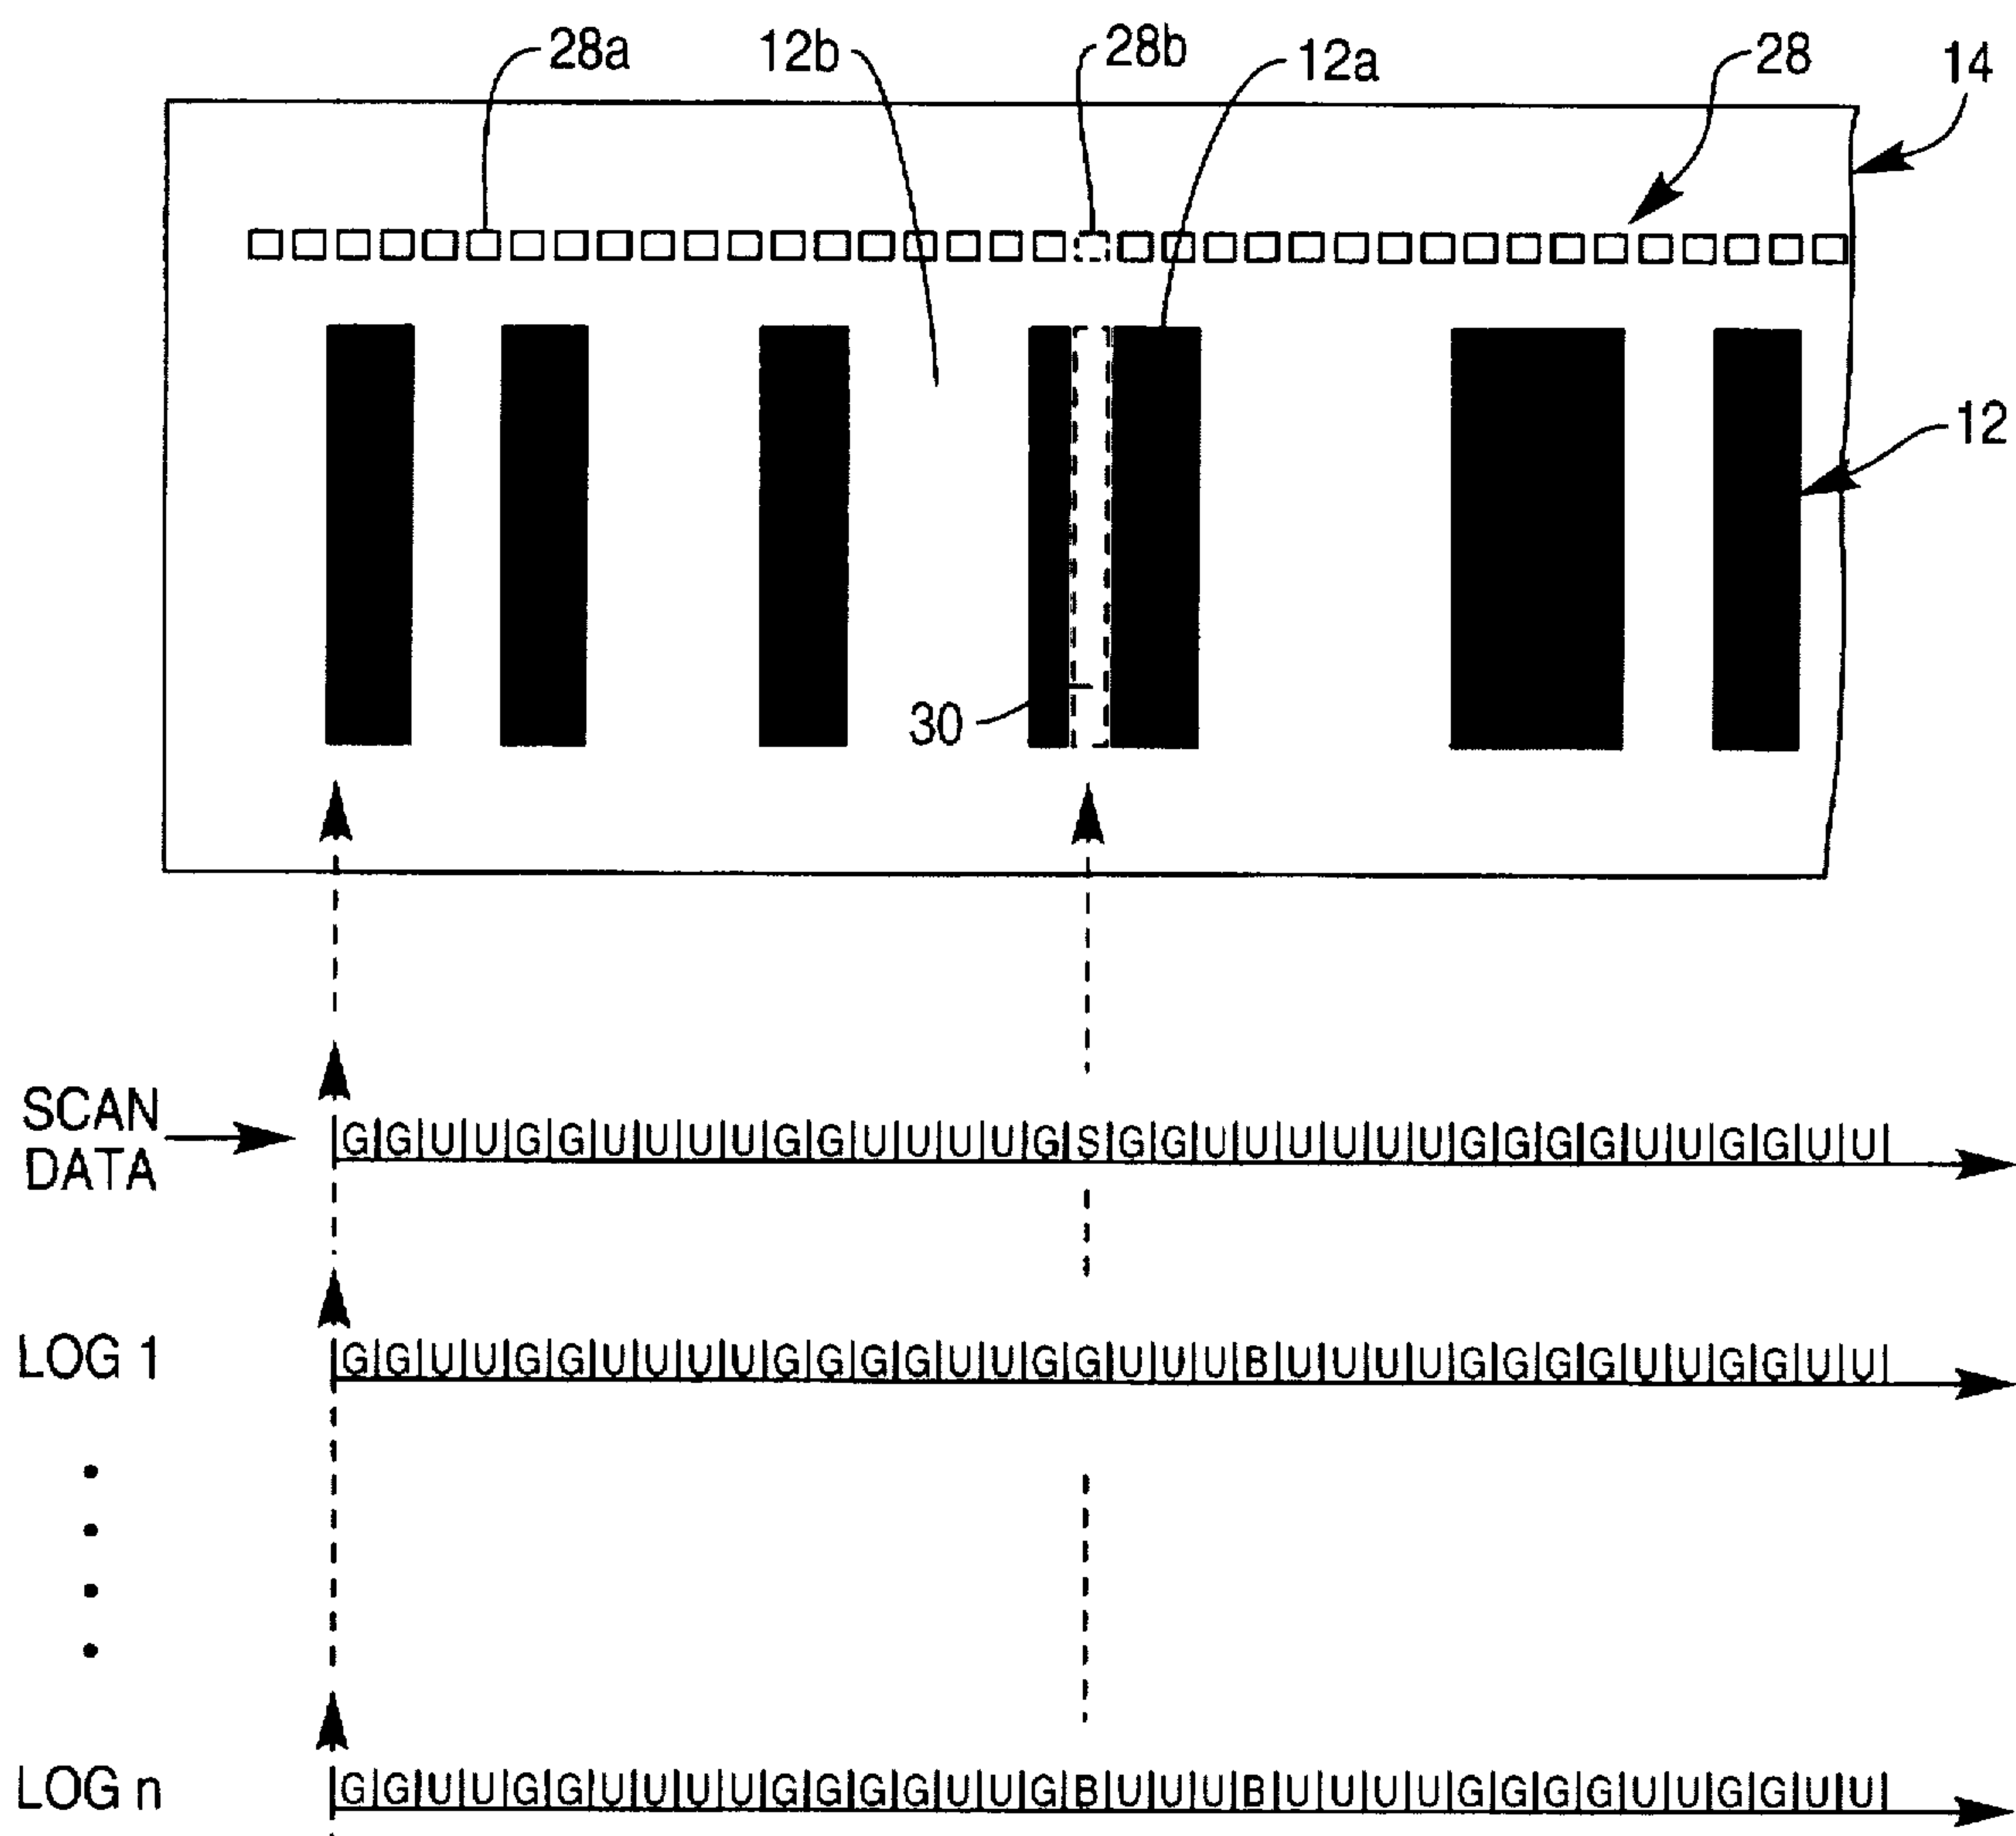 28a 12b 28b 12a 28 14
12
30
SCAN DATA |G|G|U|U|G|G|U|U|U|U|G|G|U|U|U|U|G|S|G|G|U|U|U|U|U|U|G|G|G|G|U|U|G|G|U|U|
LOG 1 |G|G|U|U|G|G|U|U|U|U|G|G|G|G|U|U|G|G|U|U|U|B|U|U|U|U|G|G|G|G|U|U|G|G|U|U|
LOG n |G|G|U|U|G|G|U|U|U|U|G|G|G|G|U|U|G|B|U|U|U|B|U|U|U|U|G|G|G|G|U|U|G|G|U|U|